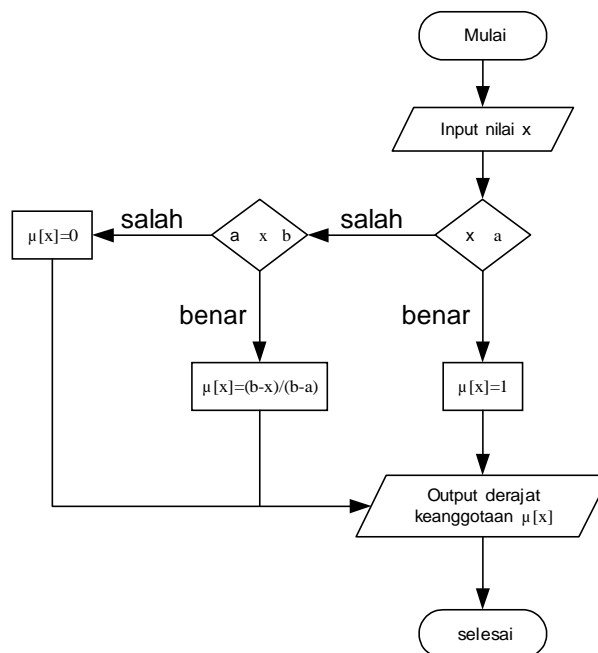 Mulai
Input nilai x
x a
salah
a x b
salah
µ[x]=0
benar
benar
µ[x]=(b-x)/(b-a)
µ[x]=1
Output derajat
keanggotaan µ[x]
selesai